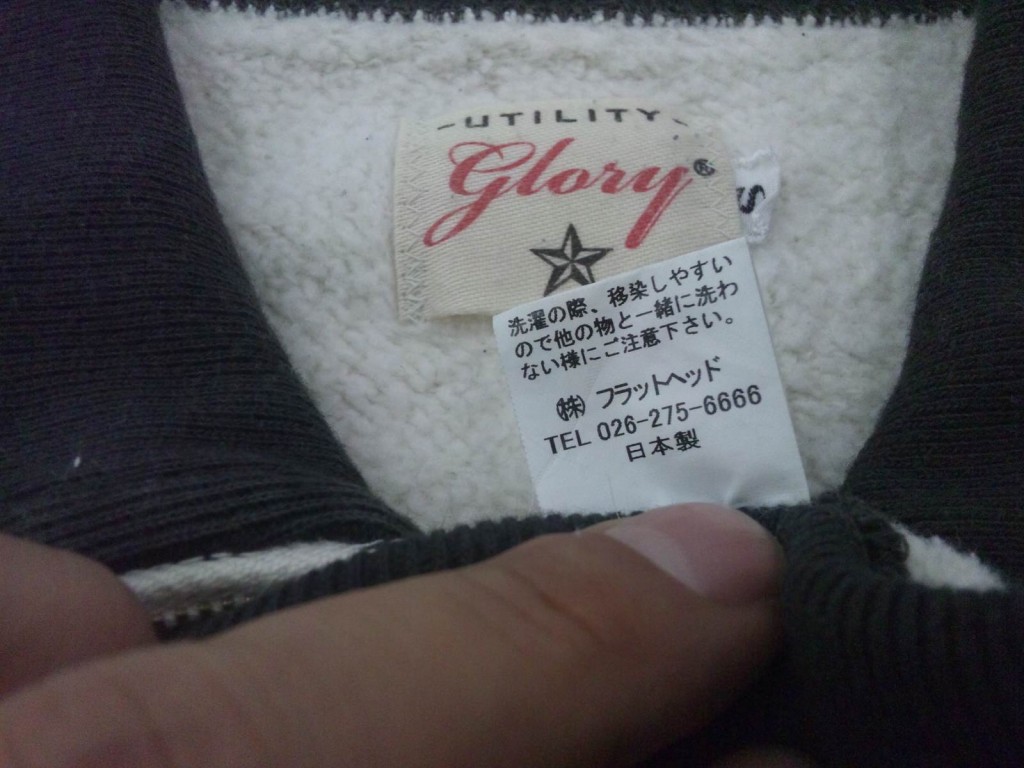 -UTILITY-
Glory®
S
洗濯の際、移染しやすい
ので他の物と一緒に洗わ
ない様にご注意下さい。
㈱ フラットヘッド
TEL 026-275-6666
日本製